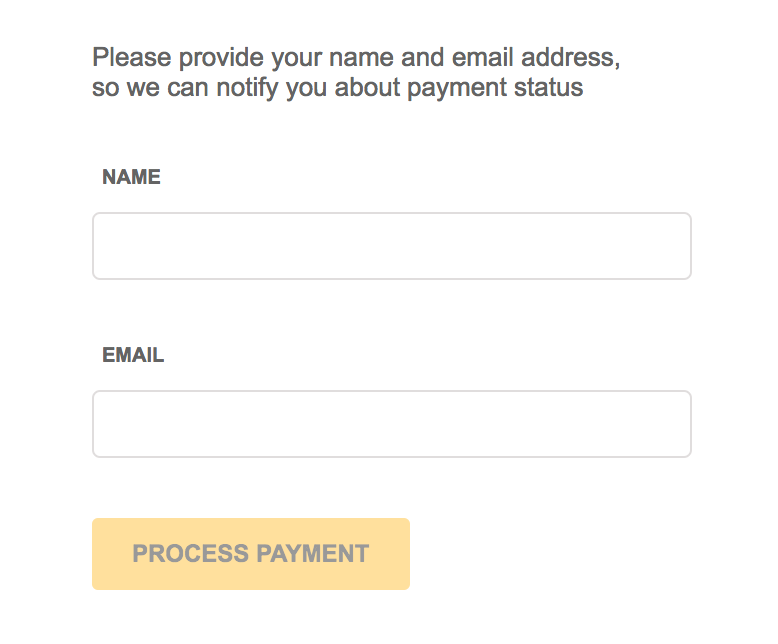 Please provide your name and email address,
so we can notify you about payment status
NAME
EMAIL
PROCESS PAYMENT